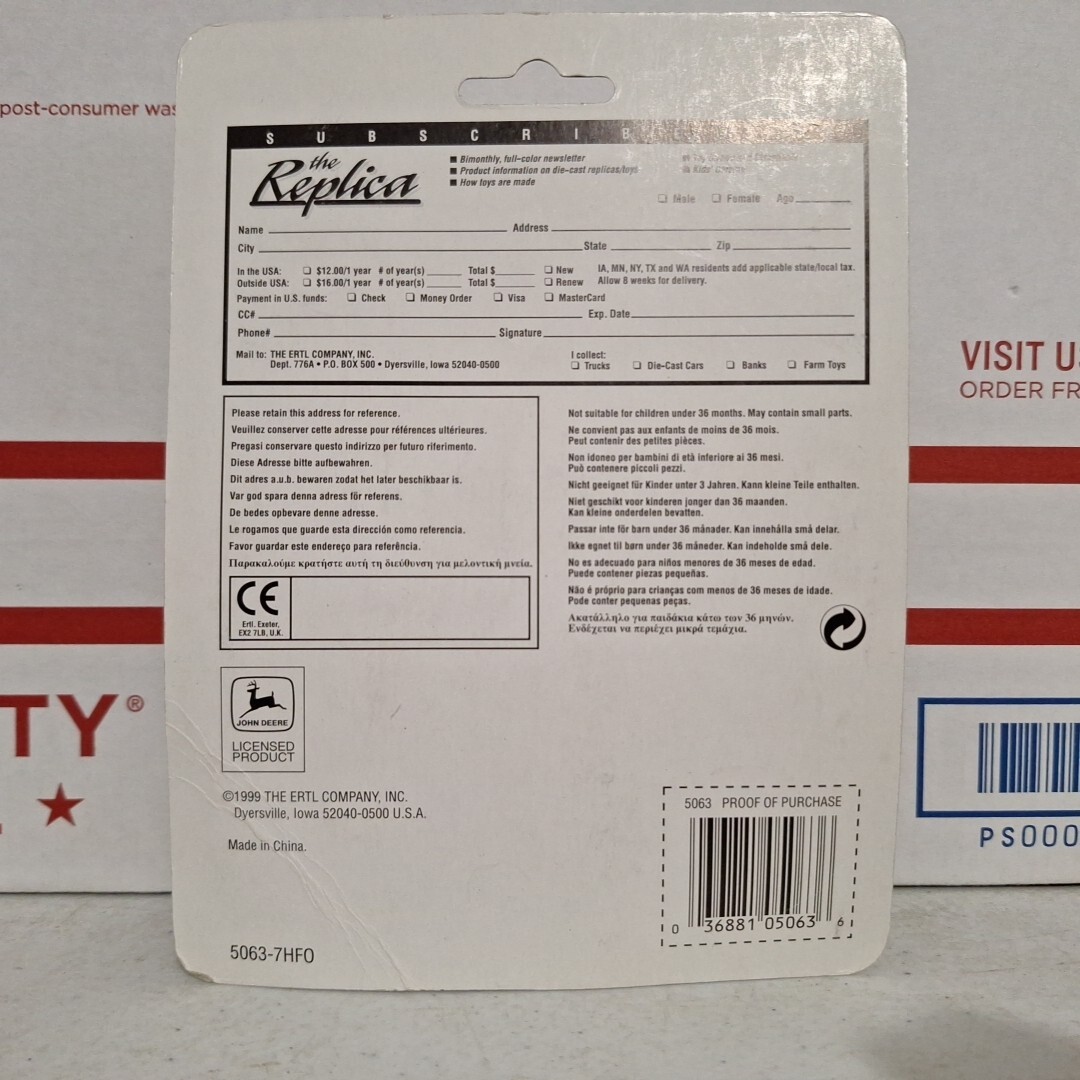 post-consumer was
SUBSCRIB
the
Replica
■ Bimonthly, full-color newsletter
■ Product information on die-cast replicas/toys
■ How toys are made
❏ Male ❏ Female Age
Name Address
City State Zip
In the USA: ❏ $12.00/1 year # of year(s) Total $ ❏ New
Outside USA: ❏ $16.00/1 year # of year(s) Total $ ❏ Renew
IA, MN, NY, TX and WA residents add applicable state/local tax.
Allow 8 weeks for delivery.
Payment in U.S. funds: ❏ Check ❏ Money Order ❏ Visa ❏ MasterCard
CC# Exp. Date
Phone# Signature
Mail to: THE ERTL COMPANY, INC.
Dept. 776A • P.O. BOX 500 • Dyersville, Iowa 52040-0500
I collect:
❏ Trucks ❏ Die-Cast Cars ❏ Banks ❏ Farm Toys
Please retain this address for reference.
Veuillez conserver cette adresse pour références ultérieures.
Pregasi conservare questo indirizzo per futuro riferimento.
Diese Adresse bitte aufbewahren.
Dit adres a.u.b. bewaren zodat het later beschikbaar is.
Var god spara denna adress för referens.
De bedes opbevare denne adresse.
Le rogamos que guarde esta dirección como referencia.
Favor guardar este endereço para referência.
Παρακαλούμε κρατήστε αυτή τη διεύθυνση για μελοντική μνεία.
CE
Ertl, Exeter,
EX2 7LB, U.K.
Not suitable for children under 36 months. May contain small parts.
Ne convient pas aux enfants de moins de 36 mois.
Peut contenir des petites pièces.
Non idoneo per bambini di età inferiore ai 36 mesi.
Può contenere piccoli pezzi.
Nicht geeignet für Kinder unter 3 Jahren. Kann kleine Teile enthalten.
Niet geschikt voor kinderen jonger dan 36 maanden.
Kan kleine onderdelen bevatten.
Passar inte för barn under 36 månader. Kan innehålla små delar.
Ikke egnet til børn under 36 måneder. Kan indeholde små dele.
No es adecuado para niños menores de 36 meses de edad.
Puede contener piezas pequeñas.
Não é próprio para crianças com menos de 36 meses de idade.
Pode conter pequenas peças.
Ακατάλληλο για παιδάκια κάτω των 36 μηνών.
Ενδέχεται να περιέχει μικρά τεμάχια.
JOHN DEERE
LICENSED
PRODUCT
©1999 THE ERTL COMPANY, INC.
Dyersville, Iowa 52040-0500 U.S.A.
Made in China.
5063-7HFO
5063 PROOF OF PURCHASE
0 36881 05063 6
VISIT US
ORDER FR
TY®
PS000